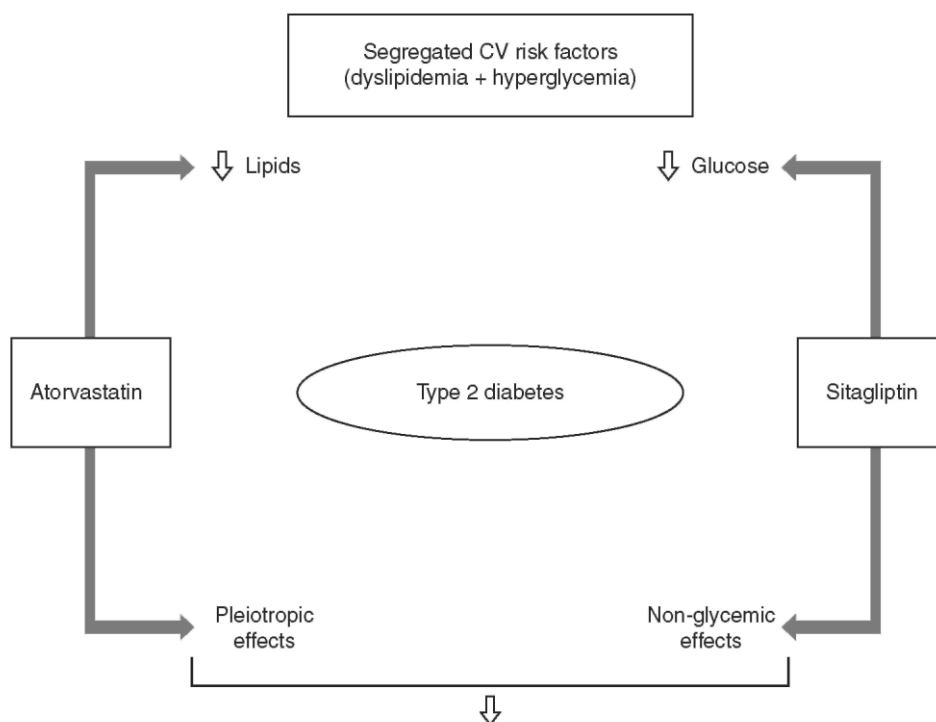 Segregated CV risk factors
(dyslipidemia + hyperglycemia)
Lipids
Glucose
Atorvastatin
Type 2 diabetes
Sitagliptin
Pleiotropic
effects
Non-glycemic
effects